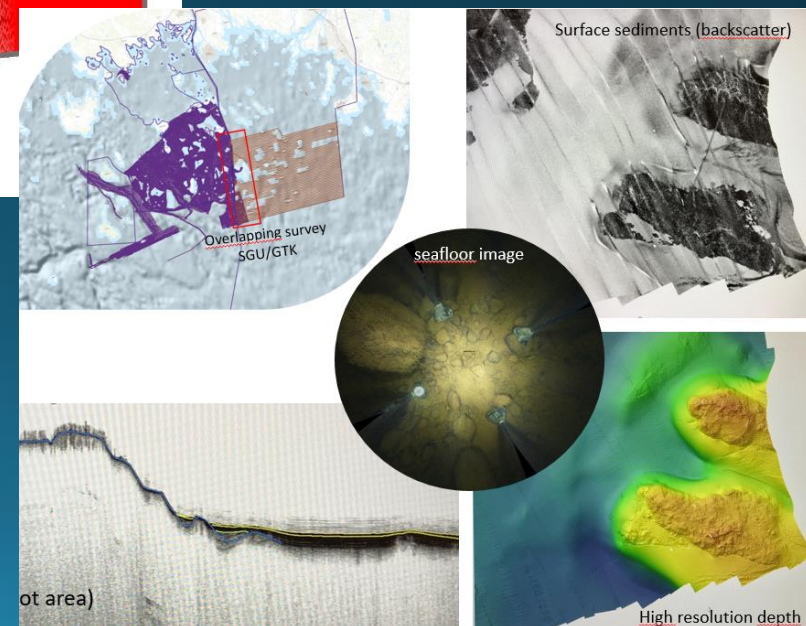 Surface sediments (backscatter)
Overlapping survey
SGU/GTK
seafloor image
ot area)
High resolution depth